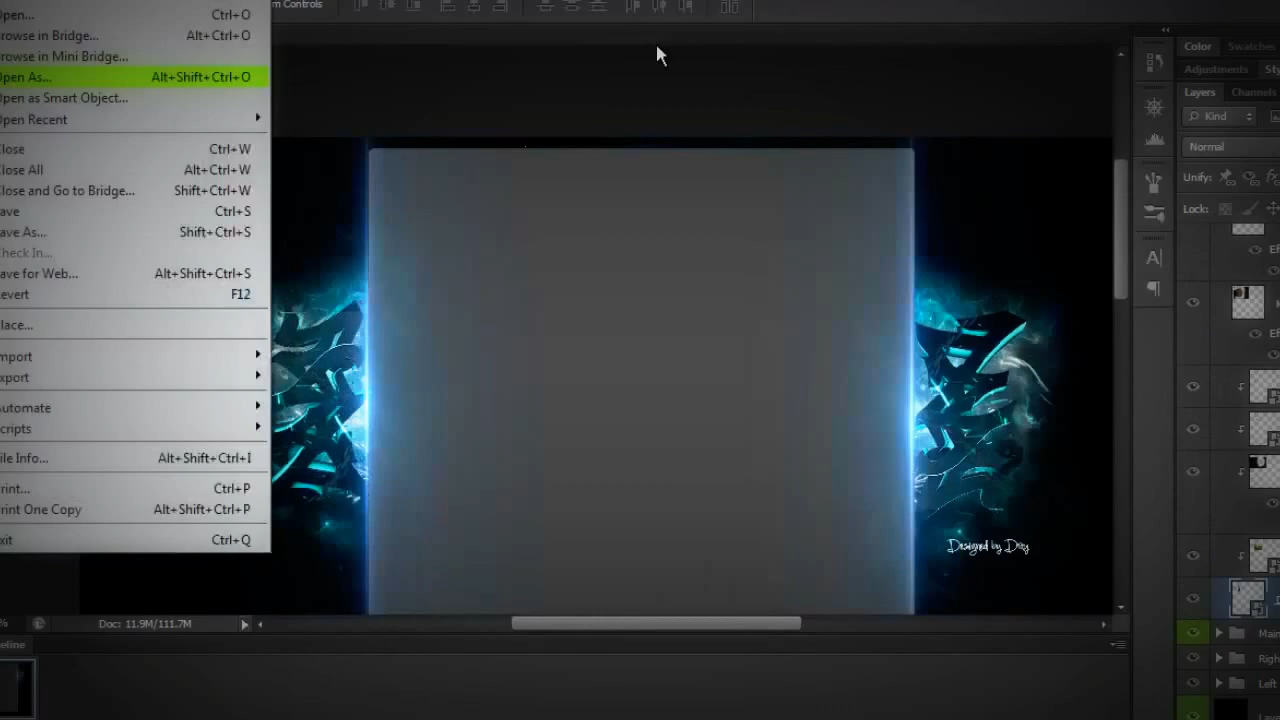 m Controls
pen... Ctrl+O
rowse in Bridge... Alt+Ctrl+O
rowse in Mini Bridge...
pen As... Alt+Shift+Ctrl+O
pen as Smart Object...
pen Recent
lose Ctrl+W
lose All Alt+Ctrl+W
lose and Go to Bridge... Shift+Ctrl+W
ave Ctrl+S
ave As... Shift+Ctrl+S
heck In...
ave for Web... Alt+Shift+Ctrl+S
evert F12
lace...
mport
xport
utomate
cripts
ile Info... Alt+Shift+Ctrl+I
rint... Ctrl+P
rint One Copy Alt+Shift+Ctrl+P
xit Ctrl+Q
Designed by
% Doc: 11.9M/111.7M
eline
Color Swatches
Adjustments Sty
Layers Channels
Kind
Normal
Unify:
Lock:
Ef
Ef
Main
Righ
Left